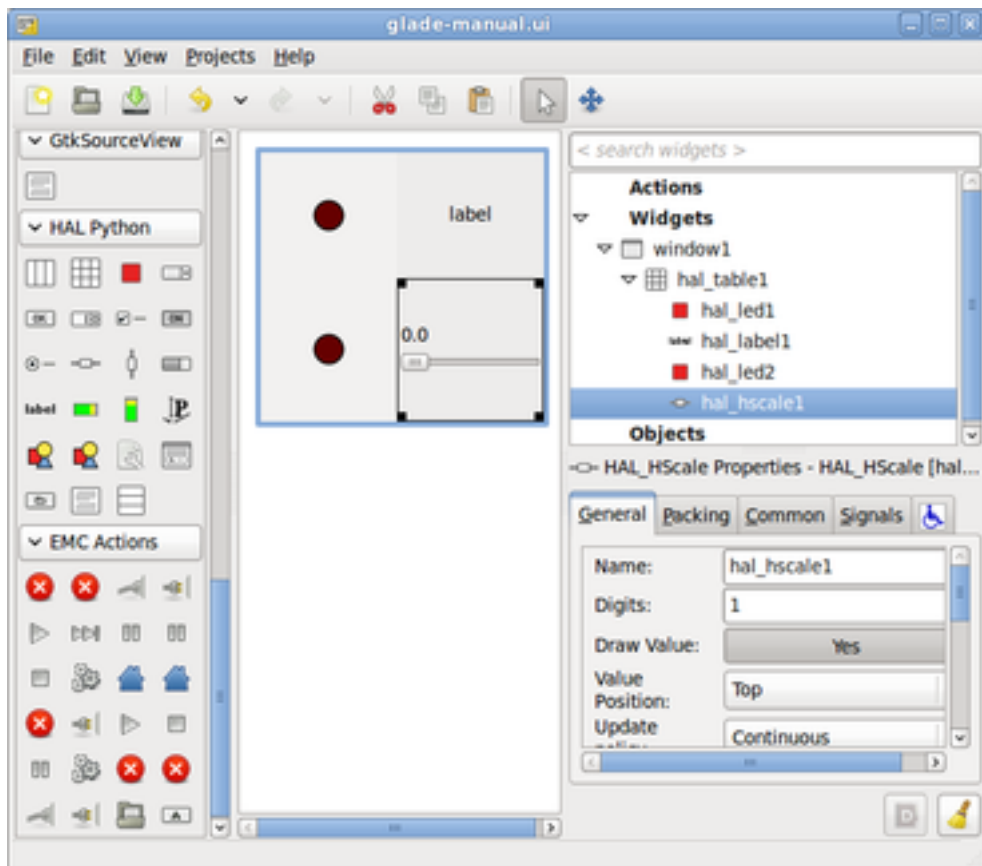 glade-manual.ui
File Edit View Projects Help
GtkSourceView
HAL Python
label
EMC Actions
label
0.0
< search widgets >
Actions
Widgets
window1
hal_table1
hal_led1
hal_label1
hal_led2
hal_hscale1
Objects
HAL_HScale Properties - HAL_HScale [hal...
General Packing Common Signals
Name: hal_hscale1
Digits: 1
Draw Value: Yes
Value
Position: Top
Update
Continuous